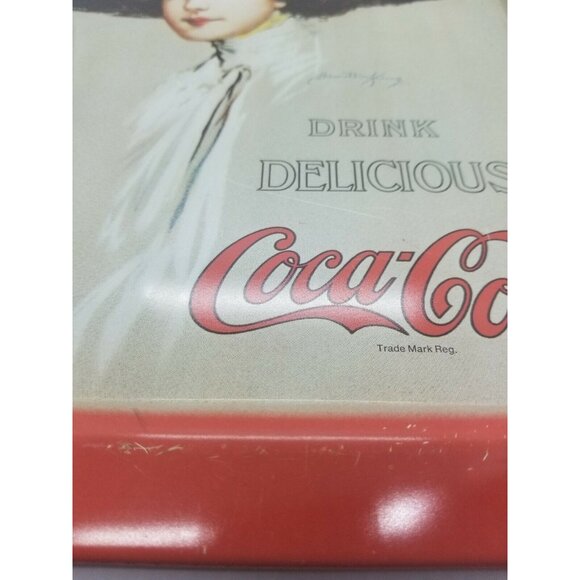 DRINK
DELICIOUS
Coca-Co
Trade Mark Reg.